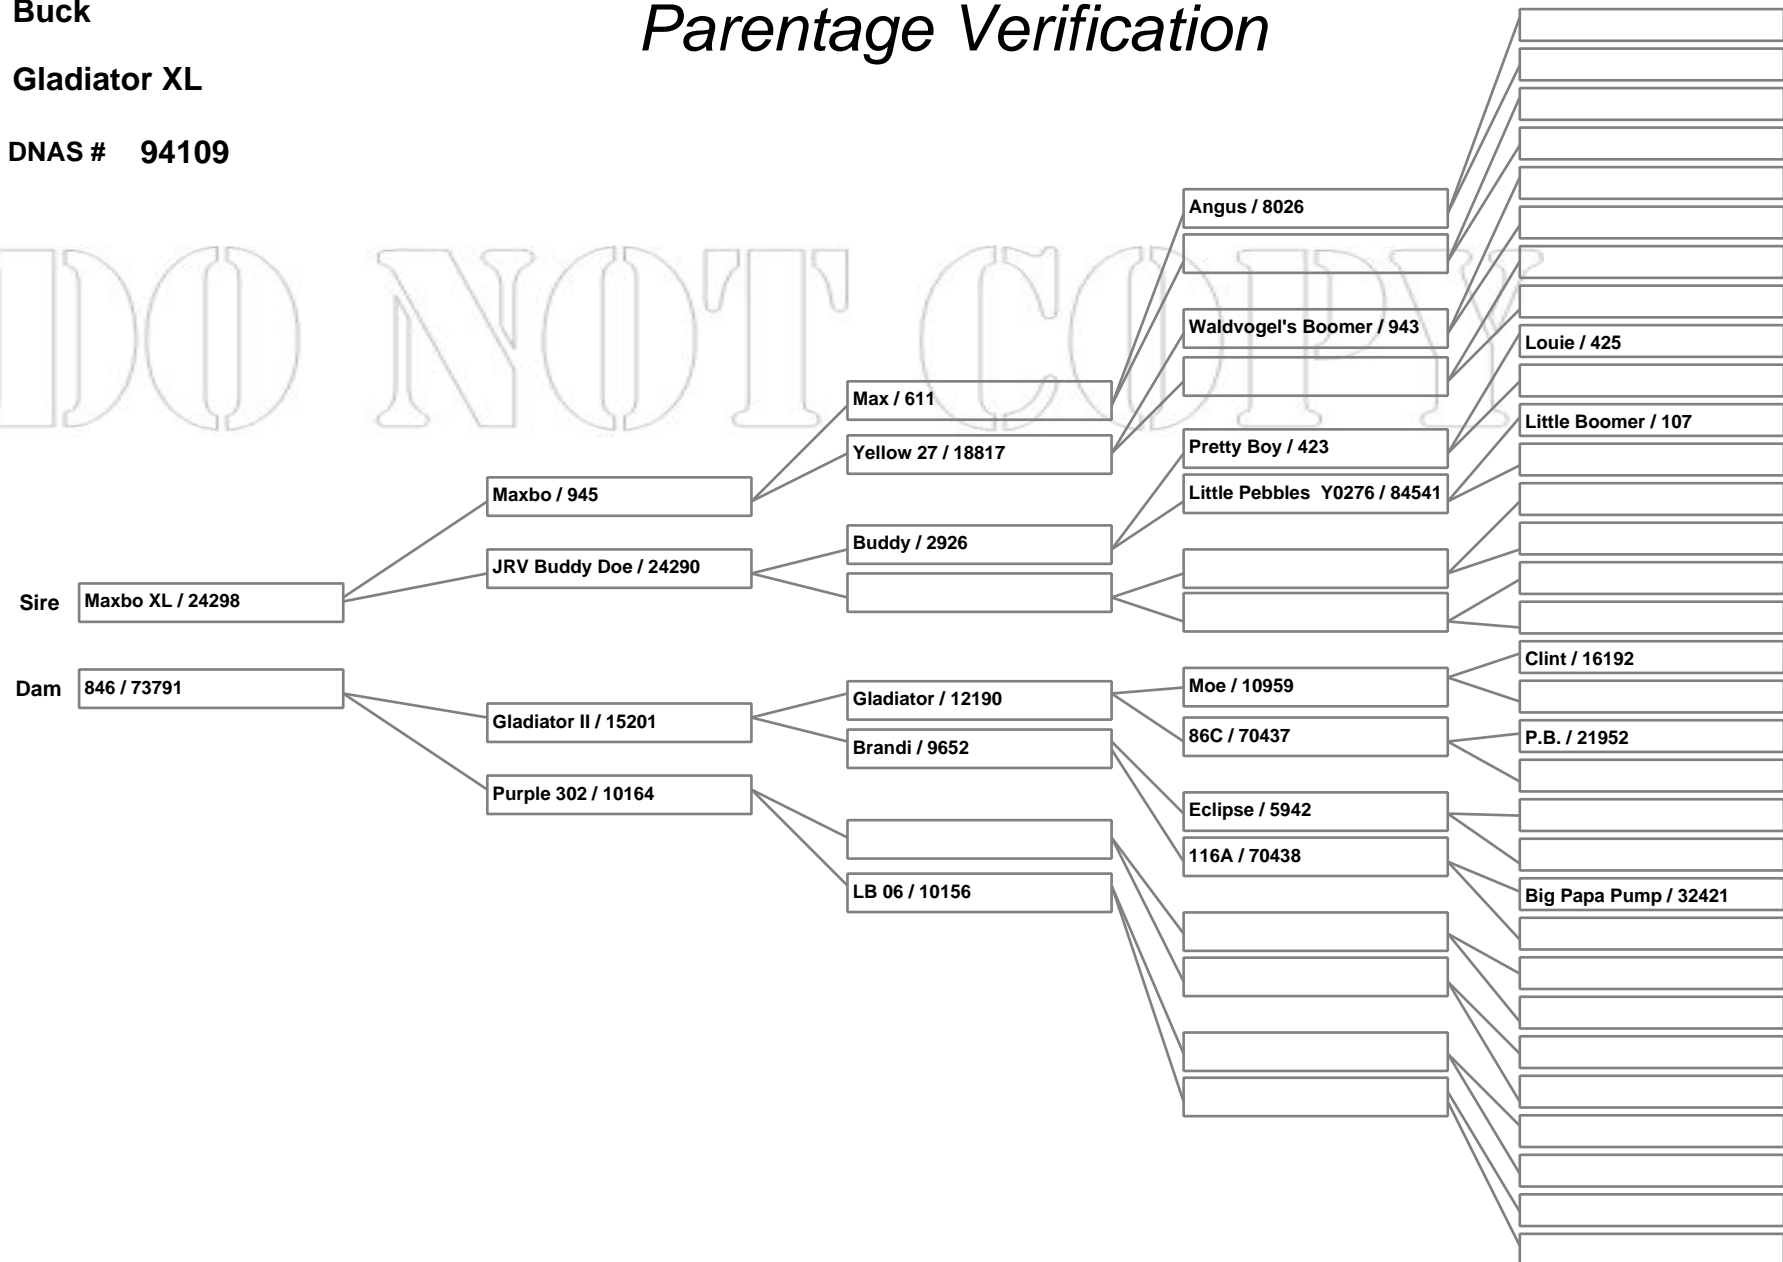 Buck
Parentage Verification
Gladiator XL
DNAS # 94109
DO NOT COPY
Sire
Maxbo XL / 24298
Dam
846 / 73791
Maxbo / 945
JRV Buddy Doe / 24290
Gladiator II / 15201
Purple 302 / 10164
Max / 611
Yellow 27 / 18817
Buddy / 2926
Gladiator / 12190
Brandi / 9652
LB 06 / 10156
Angus / 8026
Waldvogel's Boomer / 943
Pretty Boy / 423
Little Pebbles  Y0276 / 84541
Moe / 10959
86C / 70437
Eclipse / 5942
116A / 70438
Louie / 425
Little Boomer / 107
Clint / 16192
P.B. / 21952
Big Papa Pump / 32421